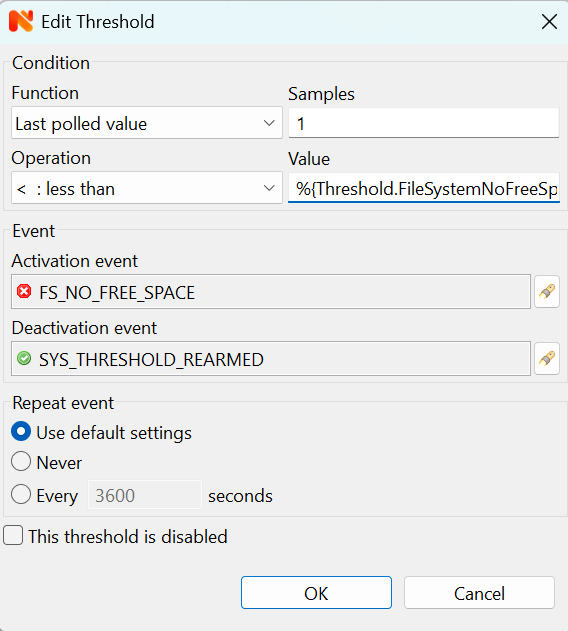 Edit Threshold
Condition
Function
Samples
Last polled value
1
Operation
Value
< : less than
%{Threshold.FileSystemNoFreeSp
Event
Activation event
FS_NO_FREE_SPACE
Deactivation event
SYS_THRESHOLD_REARMED
Repeat event
Use default settings
Never
Every 3600 seconds
This threshold is disabled
OK
Cancel